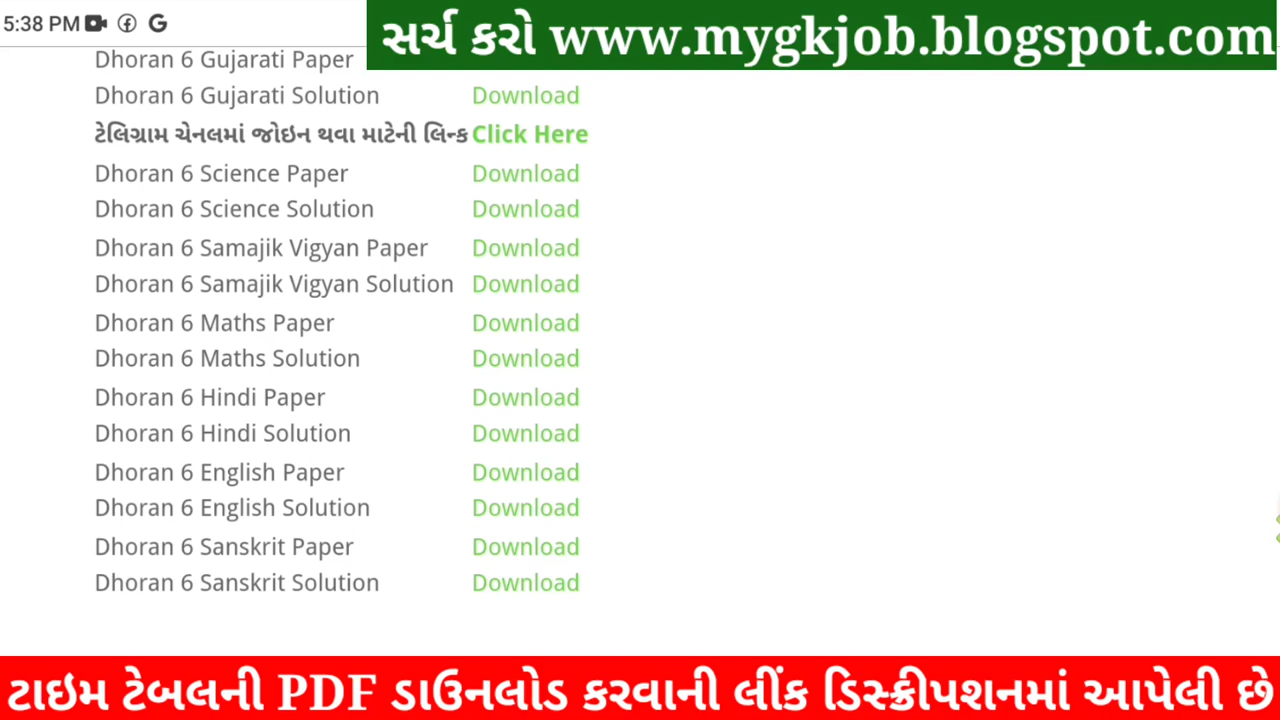 5:38 PM
સર્ચ કરો www.mygkjob.blogspot.com
Dhoran 6 Gujarati Paper
Dhoran 6 Gujarati Solution Download
ટેલિગ્રામ ચેનલમાં જોઇન થવા માટેની લિન્ક Click Here
Dhoran 6 Science Paper Download
Dhoran 6 Science Solution Download
Dhoran 6 Samajik Vigyan Paper Download
Dhoran 6 Samajik Vigyan Solution Download
Dhoran 6 Maths Paper Download
Dhoran 6 Maths Solution Download
Dhoran 6 Hindi Paper Download
Dhoran 6 Hindi Solution Download
Dhoran 6 English Paper Download
Dhoran 6 English Solution Download
Dhoran 6 Sanskrit Paper Download
Dhoran 6 Sanskrit Solution Download
ટાઇમ ટેબલની PDF ડાઉનલોડ કરવાની લીંક ડિસ્ક્રીપશનમાં આપેલી છે